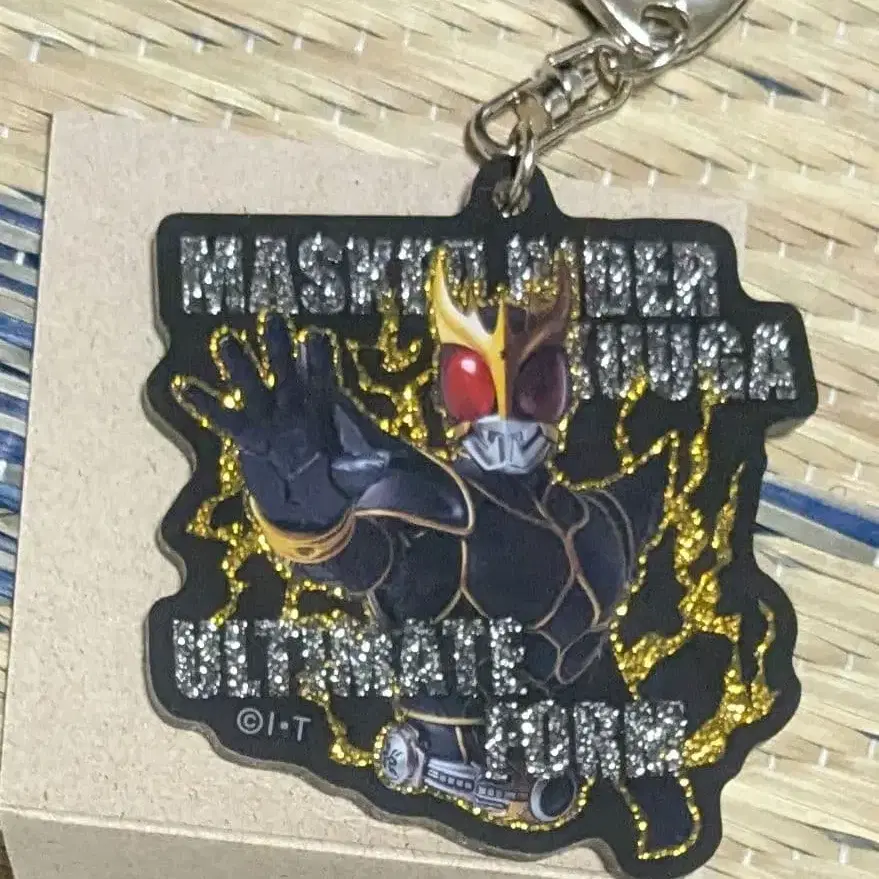 MASKED RIDER
KUUGA
ULTIMATE
FORM
©I•T